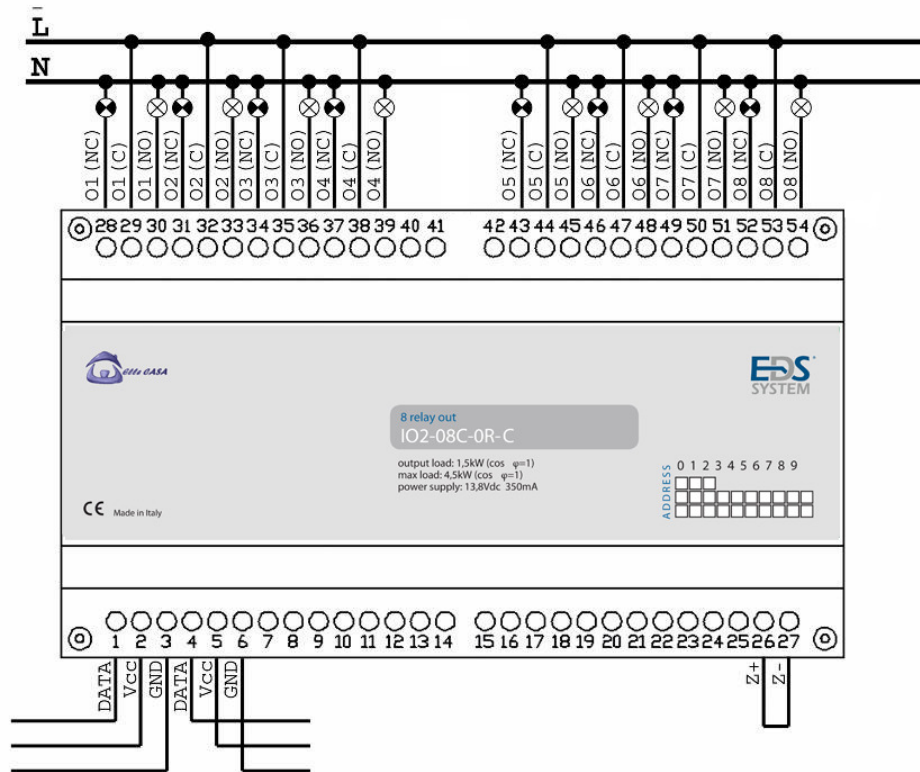 L
N
O1 (NC)
O1 (C)
O1 (NO)
O2 (NC)
O2 (C)
O2 (NO)
O3 (NC)
O3 (C)
O3 (NO)
O4 (NC)
O4 (C)
O4 (NO)
O5 (NC)
O5 (C)
O5 (NO)
O6 (NC)
O6 (C)
O6 (NO)
O7 (NC)
O7 (C)
O7 (NO)
O8 (NC)
O8 (C)
O8 (NO)
28 29 30 31 32 33 34 35 36 37 38 39 40 41 42 43 44 45 46 47 48 49 50 51 52 53 54
CASA
EDS
SYSTEM
8 relay out
IO2-08C-0R-C
output load: 1,5kW (cos φ=1)
max load: 4,5kW (cos φ=1)
power supply: 13,8Vdc 350mA
ADDRESS
0 1 2 3 4 5 6 7 8 9
CE Made in Italy
1 2 3 4 5 6 7 8 9 10 11 12 13 14 15 16 17 18 19 20 21 22 23 24 25 26 27
DATA
Vcc
GND
DATA
Vcc
GND
Z+
Z-